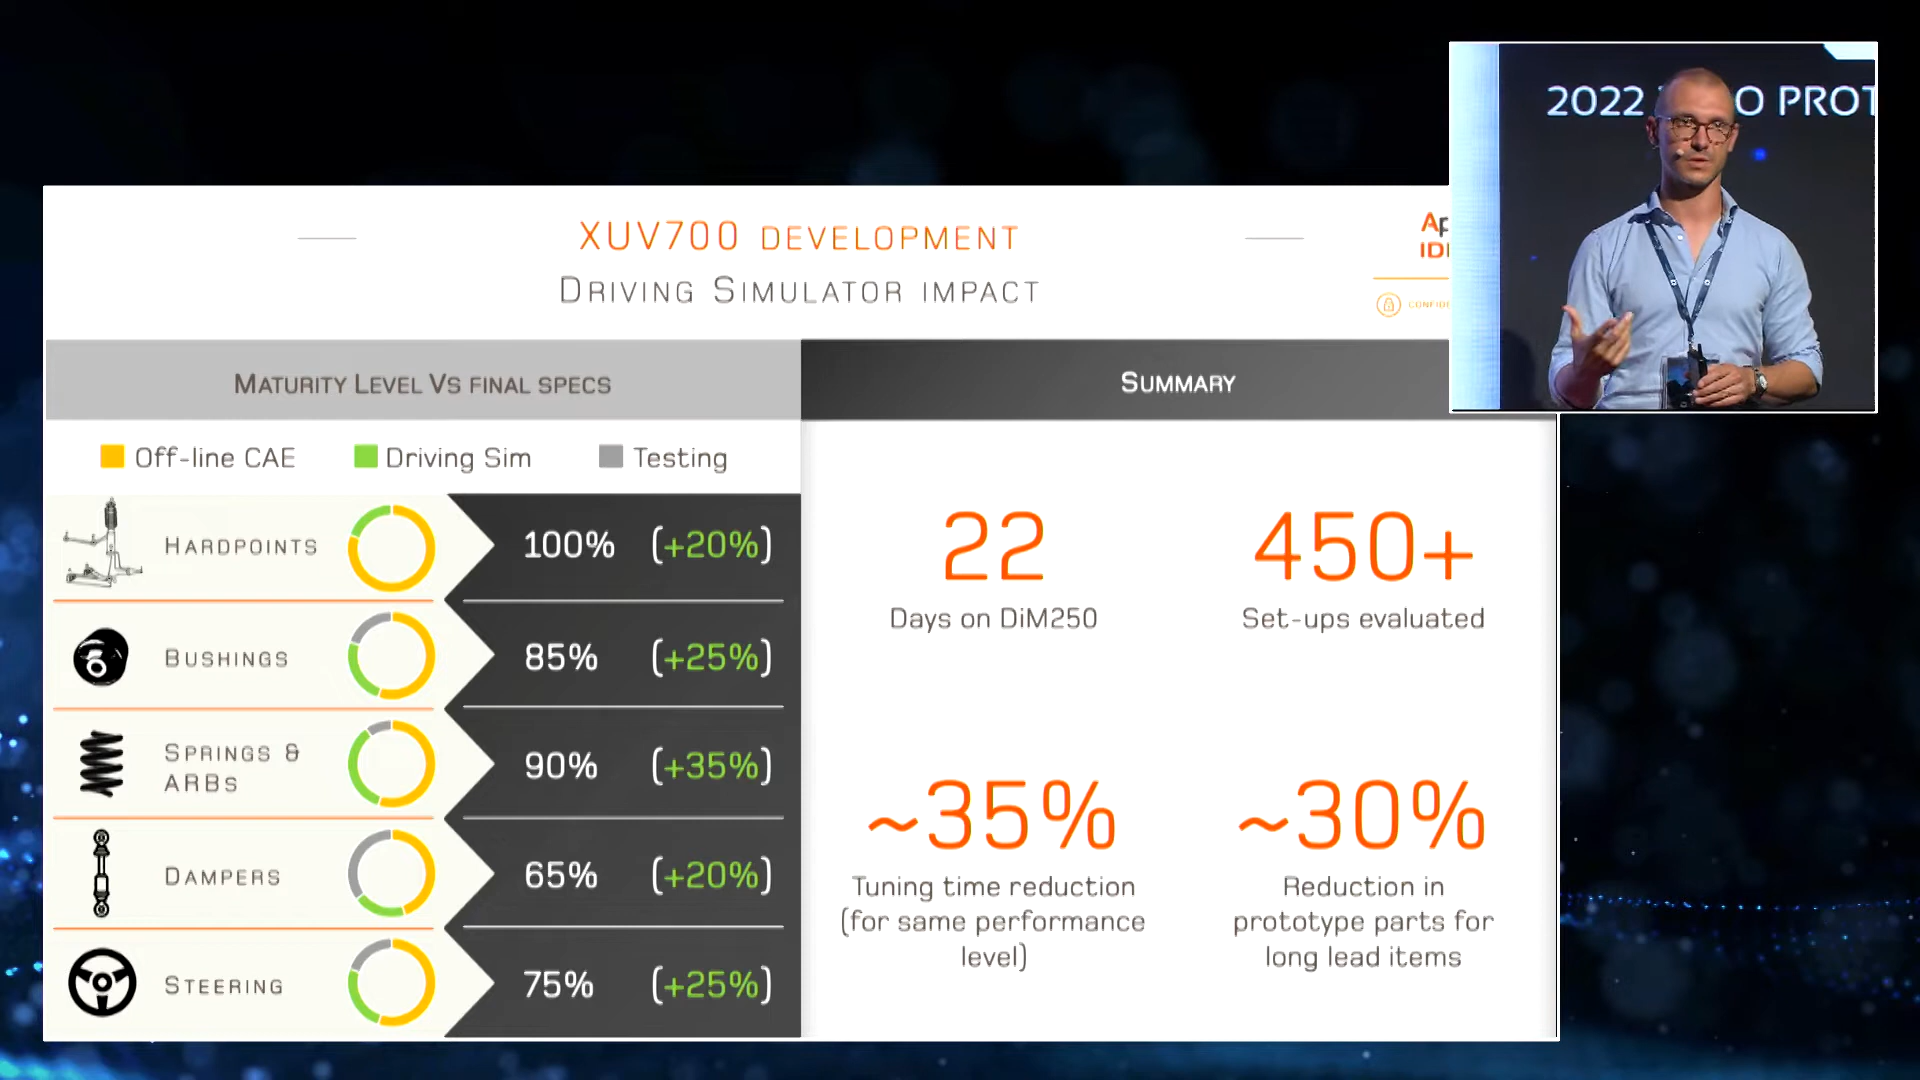 2022
O PROT
XUV700 DEVELOPMENT
DRIVING SIMULATOR IMPACT
Ap
IDI
CONFIDE
MATURITY LEVEL VS FINAL SPECS
Off-line CAE
Driving Sim
Testing
HARDPOINTS
100% (+20%)
BUSHINGS
85% (+25%)
SPRINGS &
ARBS
90% (+35%)
DAMPERS
65% (+20%)
STEERING
75% (+25%)
SUMMARY
22
Days on DiM250
450+
Set-ups evaluated
~35%
Tuning time reduction
(for same performance
level)
~30%
Reduction in
prototype parts for
long lead items